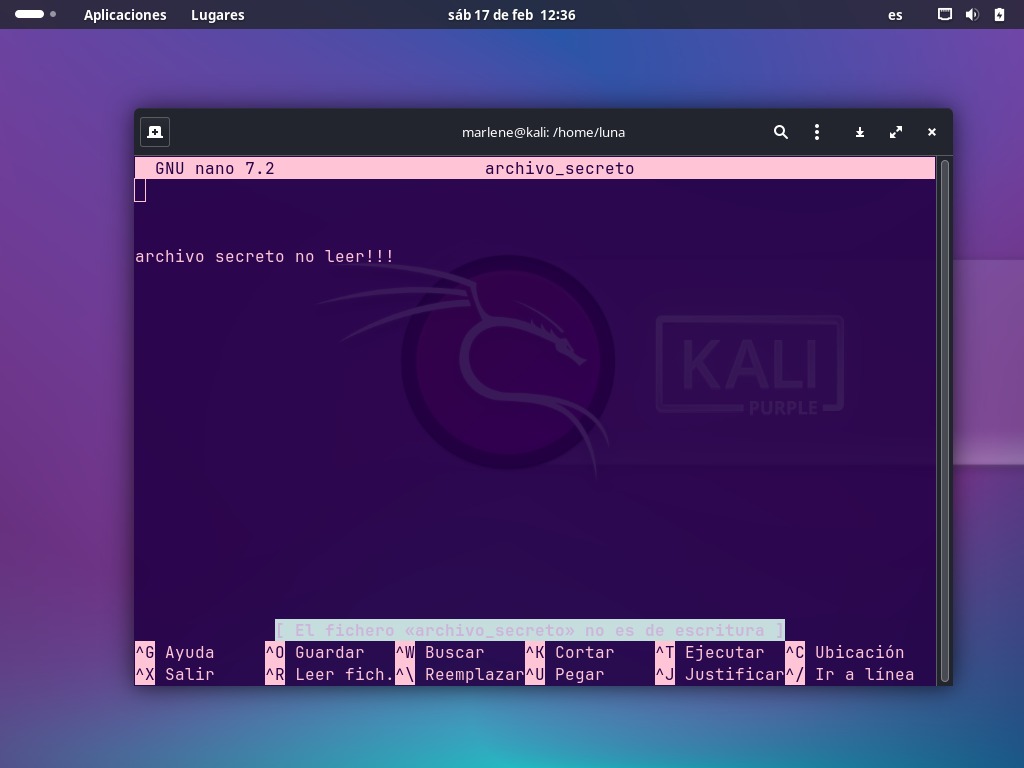 Aplicaciones Lugares sáb 17 de feb 12:36 es
marlene@kali: /home/luna
GNU nano 7.2 archivo_secreto
archivo secreto no leer!!!
KALI
PURPLE
[ El fichero «archivo_secreto» no es de escritura ]
^G Ayuda ^O Guardar ^W Buscar ^K Cortar ^T Ejecutar ^C Ubicación
^X Salir ^R Leer fich. ^\ Reemplazar ^U Pegar ^J Justificar ^/ Ir a línea